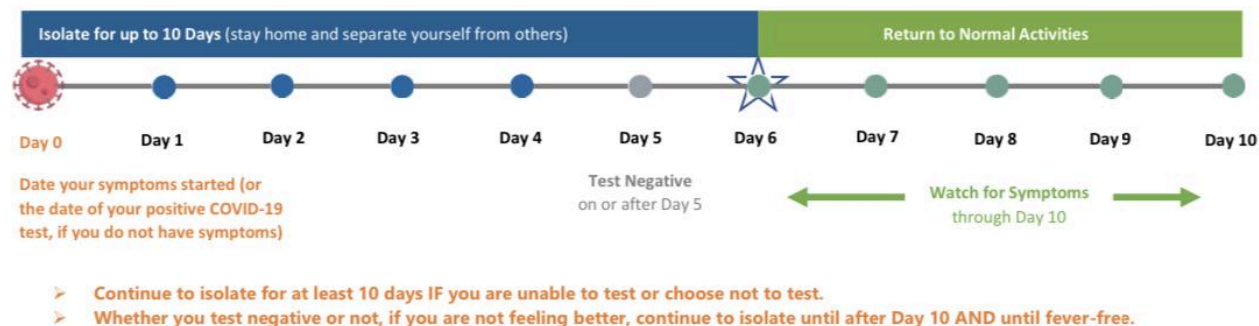 Isolate for up to 10 Days (stay home and separate yourself from others)
Return to Normal Activities
Day 0
Day 1
Day 2
Day 3
Day 4
Day 5
Day 6
Day 7
Day 8
Day 9
Day 10
Date your symptoms started (or
the date of your positive COVID-19
test, if you do not have symptoms)
Test Negative
on or after Day 5
Watch for Symptoms
through Day 10
➢ Continue to isolate for at least 10 days IF you are unable to test or choose not to test.
➢ Whether you test negative or not, if you are not feeling better, continue to isolate until after Day 10 AND until fever-free.